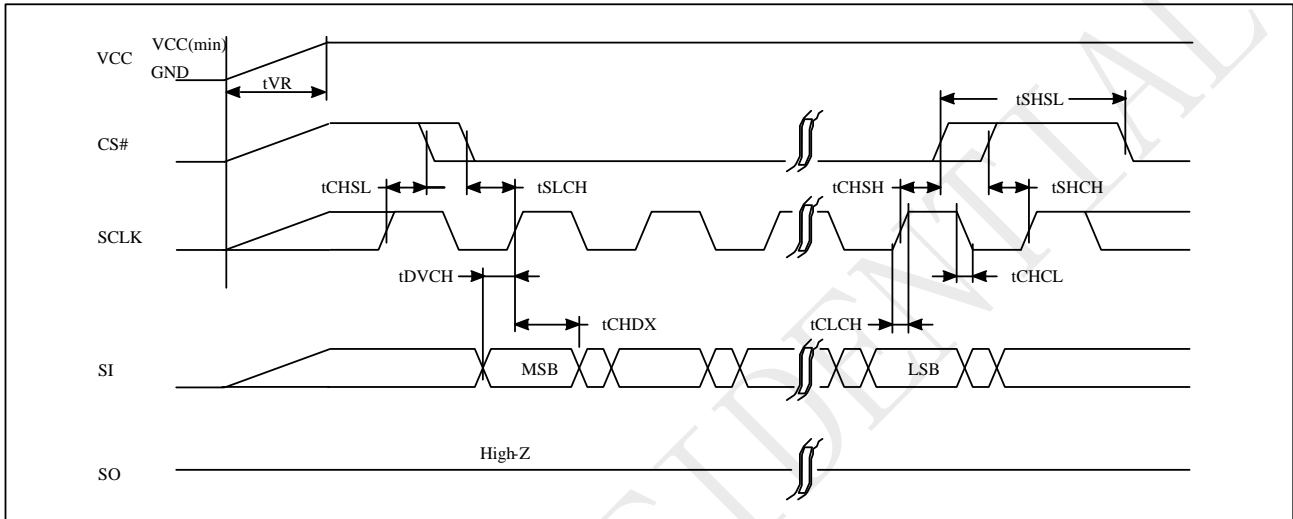 VCC(min)
VCC
GND
tVR
tSHSL
CS#
tCHSL
tSLCH
tCHSH
tSHCH
SCLK
tDVCH
tCHCL
tCHDX
tCLCH
SI
MSB
LSB
High-Z
SO
IDENTIAL